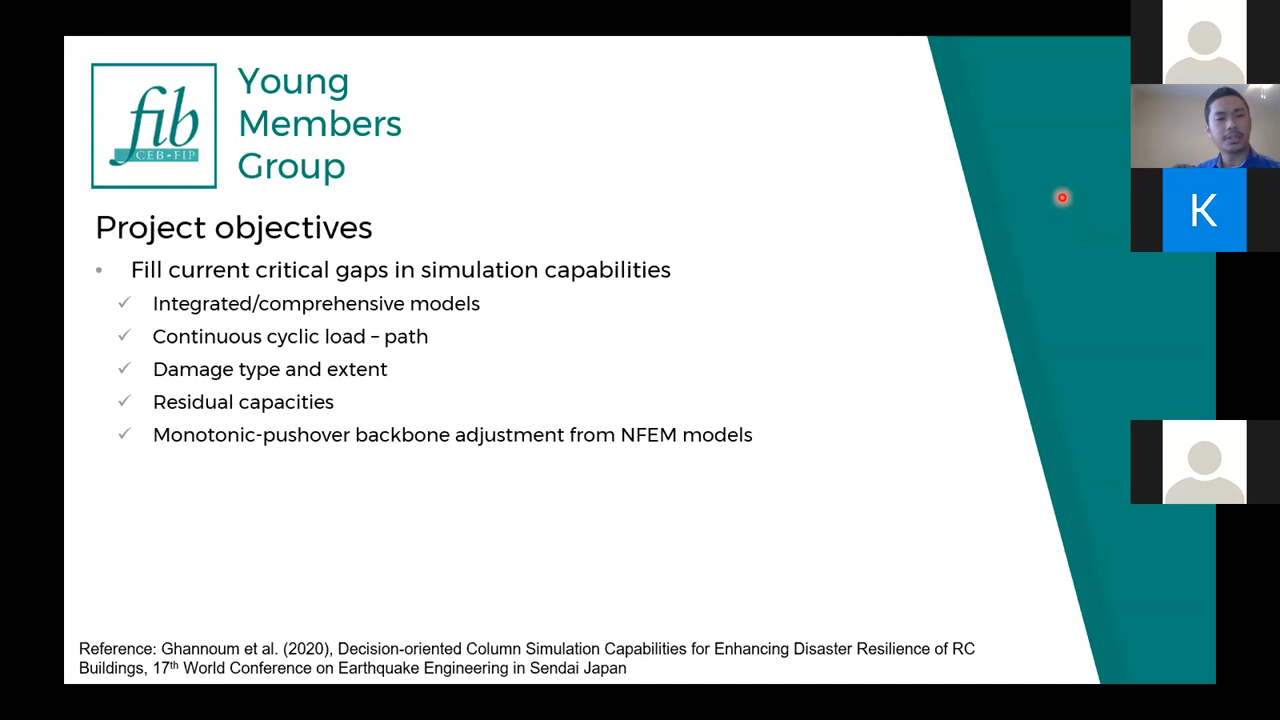 fib
CEB-FIP
Young
Members
Group
Project objectives
• Fill current critical gaps in simulation capabilities
✓ Integrated/comprehensive models
✓ Continuous cyclic load – path
✓ Damage type and extent
✓ Residual capacities
✓ Monotonic-pushover backbone adjustment from NFEM models
Reference: Ghannoum et al. (2020), Decision-oriented Column Simulation Capabilities for Enhancing Disaster Resilience of RC
Buildings, 17th World Conference on Earthquake Engineering in Sendai Japan
K